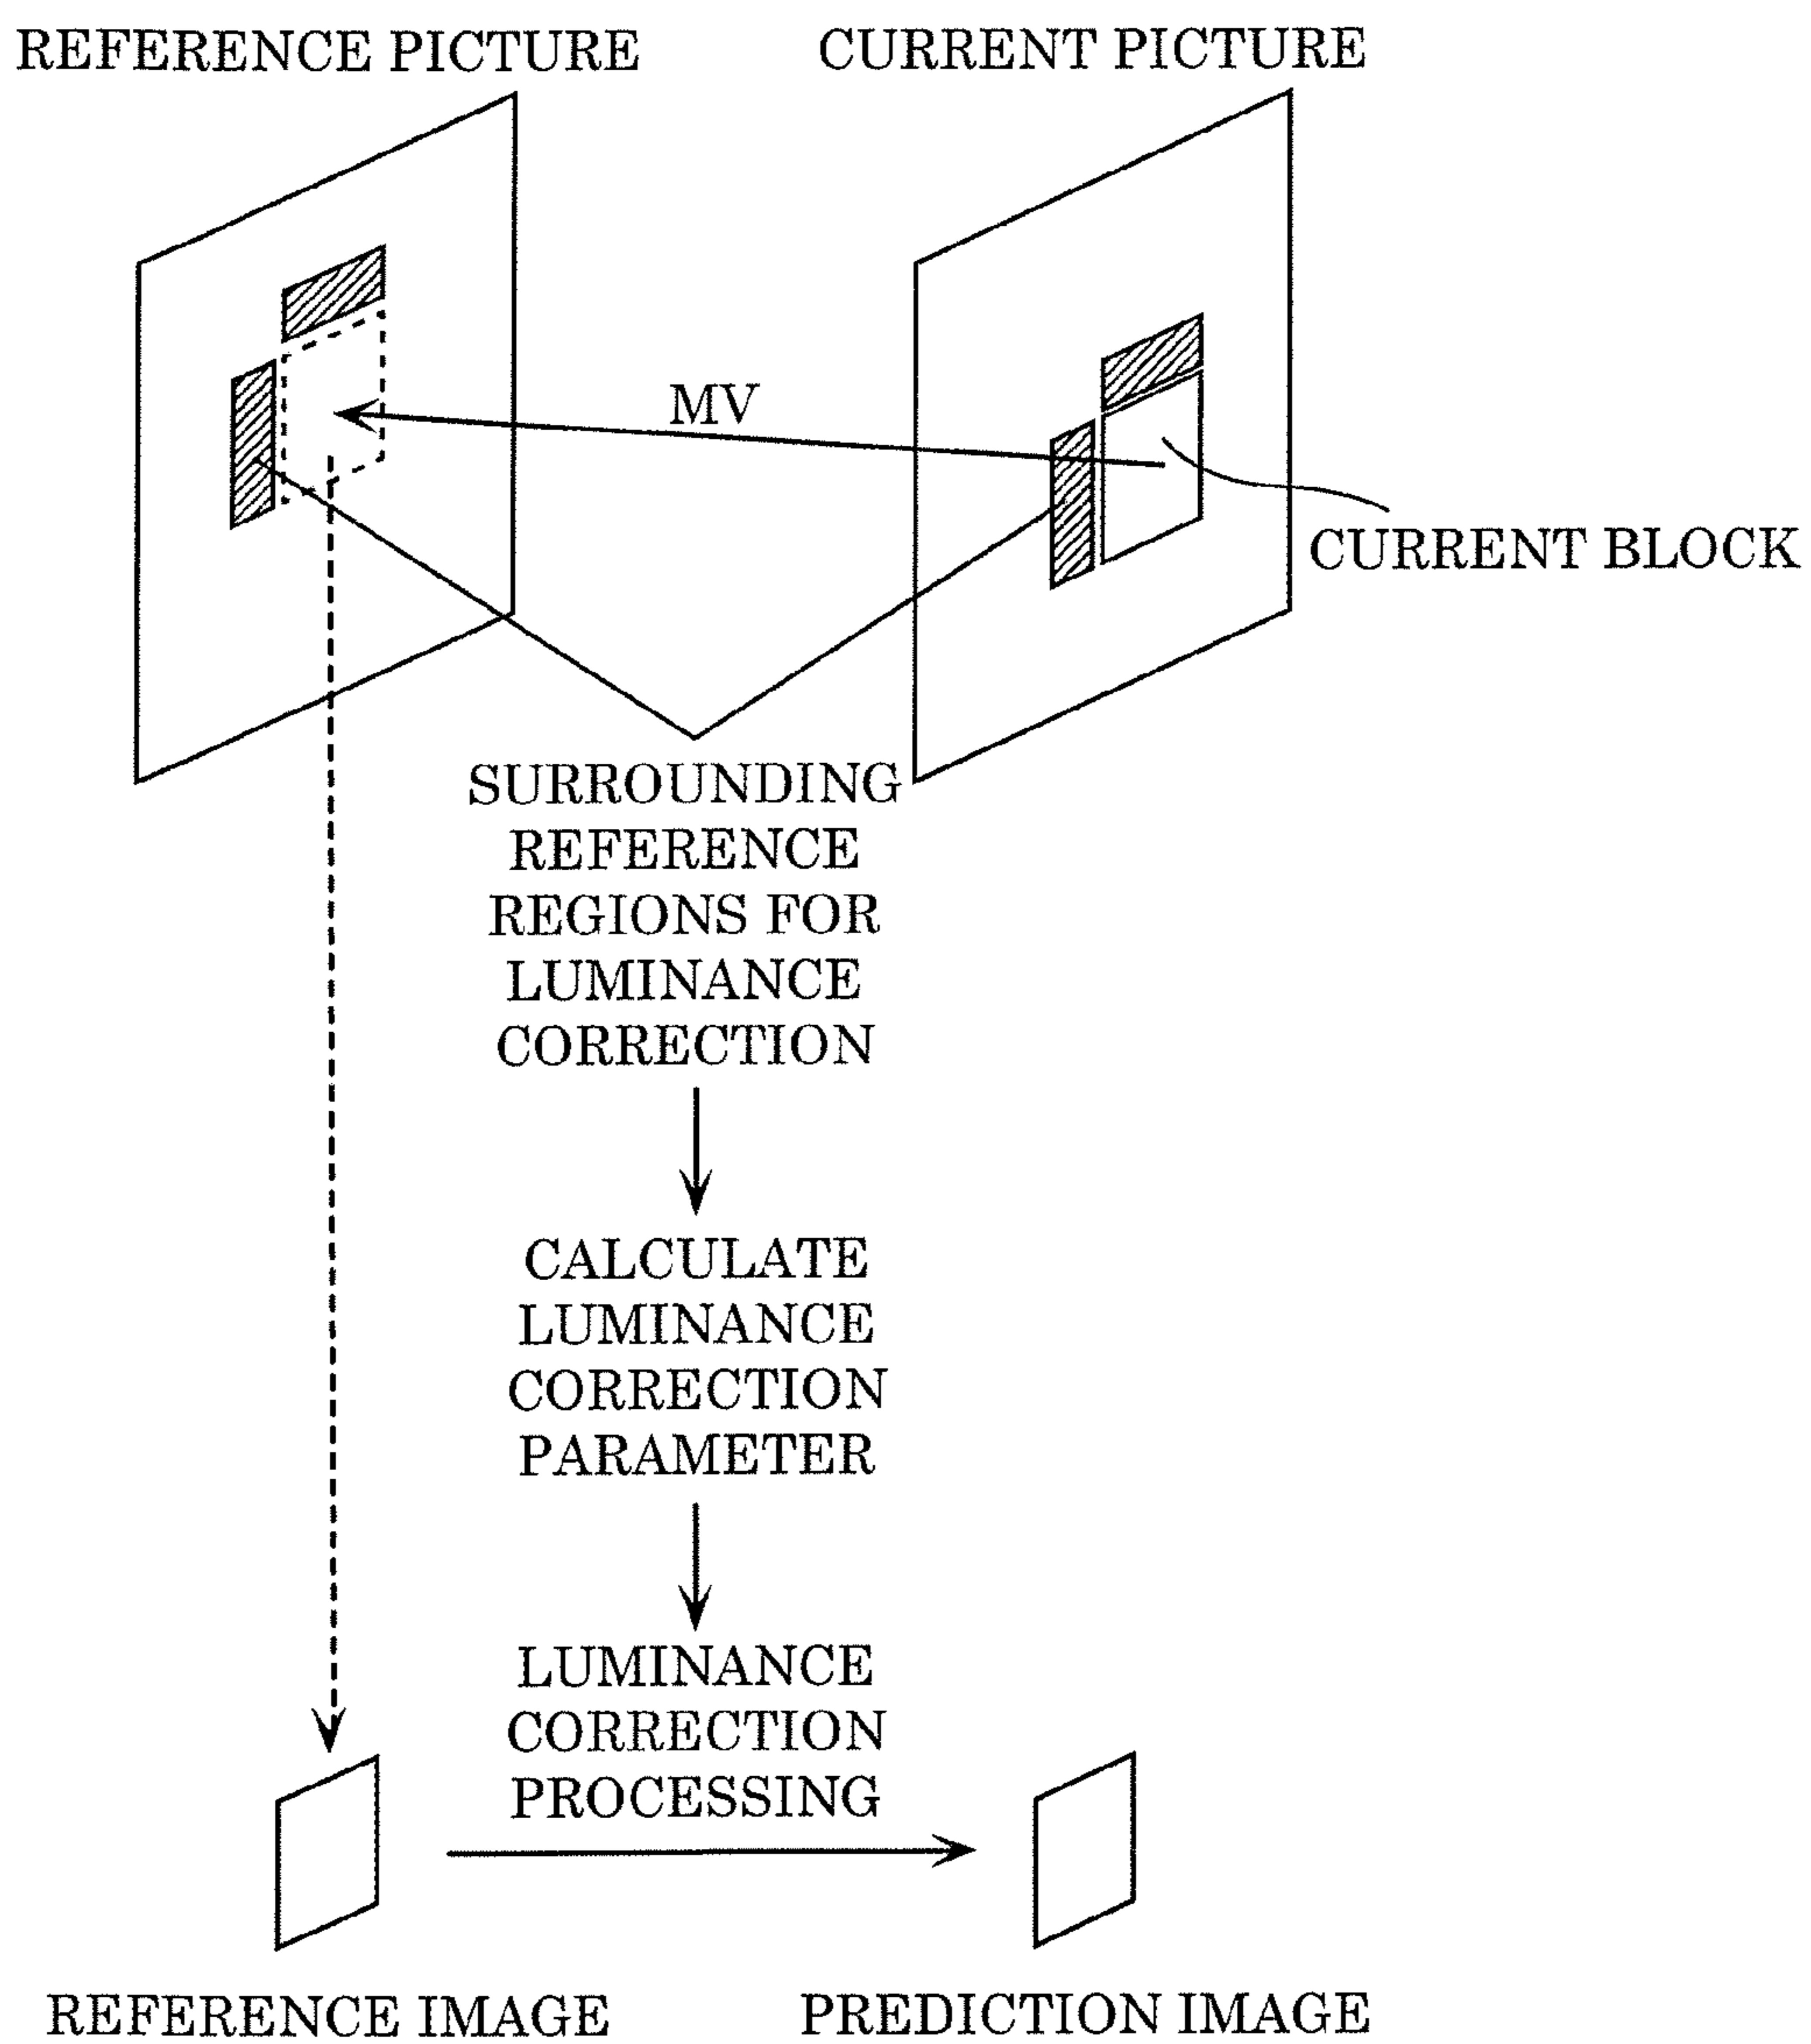 REFERENCE PICTURE
CURRENT PICTURE
MV
CURRENT BLOCK
SURROUNDING
REFERENCE
REGIONS FOR
LUMINANCE
CORRECTION
CALCULATE
LUMINANCE
CORRECTION
PARAMETER
LUMINANCE
CORRECTION
PROCESSING
REFERENCE IMAGE
PREDICTION IMAGE